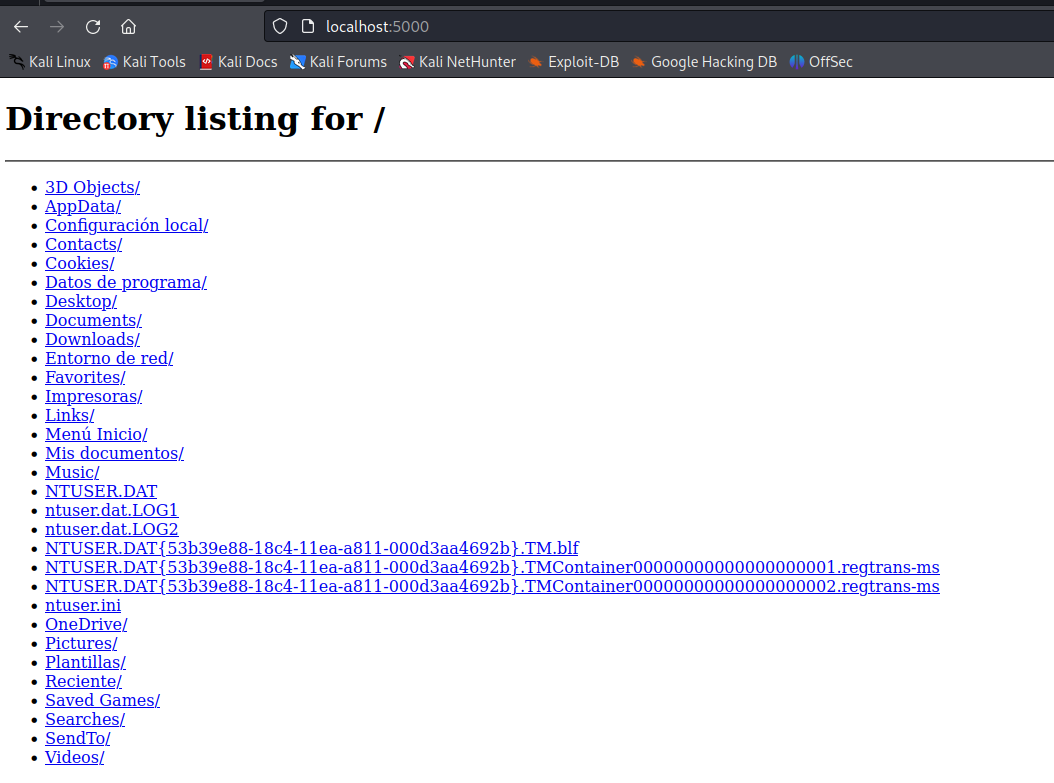 localhost:5000
Kali Linux Kali Tools Kali Docs Kali Forums Kali NetHunter Exploit-DB Google Hacking DB OffSec
Directory listing for /
3D Objects/
AppData/
Configuración local/
Contacts/
Cookies/
Datos de programa/
Desktop/
Documents/
Downloads/
Entorno de red/
Favorites/
Impresoras/
Links/
Menú Inicio/
Mis documentos/
Music/
NTUSER.DAT
ntuser.dat.LOG1
ntuser.dat.LOG2
NTUSER.DAT{53b39e88-18c4-11ea-a811-000d3aa4692b}.TM.blf
NTUSER.DAT{53b39e88-18c4-11ea-a811-000d3aa4692b}.TMContainer00000000000000000001.regtrans-ms
NTUSER.DAT{53b39e88-18c4-11ea-a811-000d3aa4692b}.TMContainer00000000000000000002.regtrans-ms
ntuser.ini
OneDrive/
Pictures/
Plantillas/
Reciente/
Saved Games/
Searches/
SendTo/
Videos/